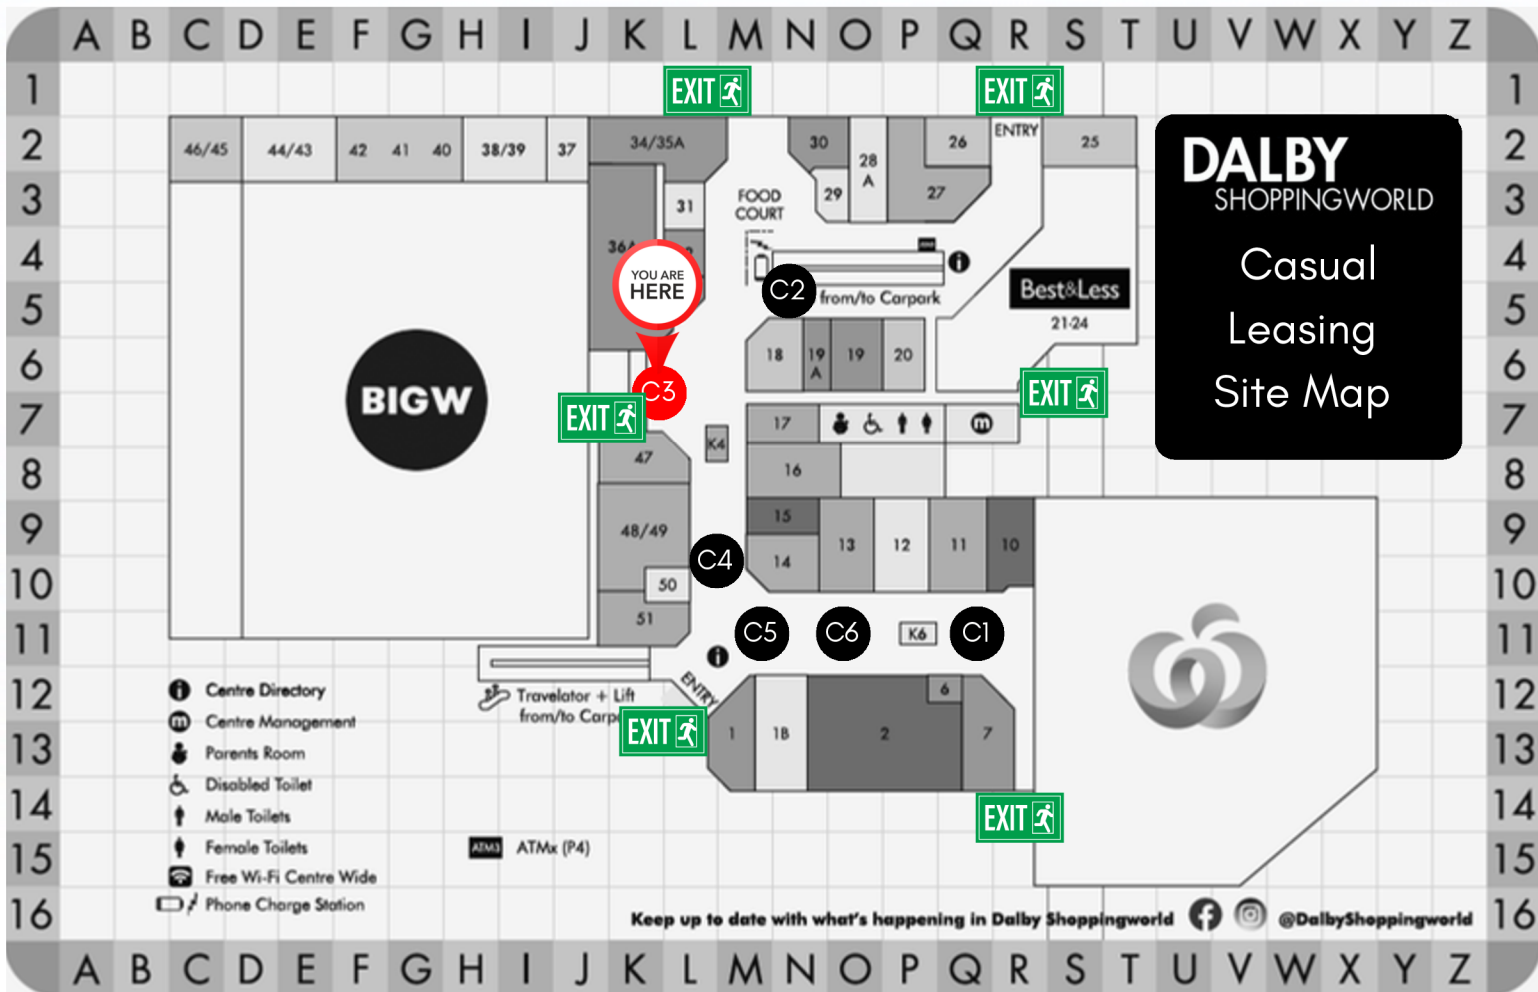 A B C D E F G H I J K L M N O P Q R S T U V W X Y Z
1 EXIT EXIT 1
ENTRY
2 46/45 44/43 42 41 40 38/39 37 34/35A 30 28 A 26 25 2
DALBY
SHOPPINGWORLD
Casual
Leasing
Site Map
3 31 FOOD COURT 29 27 3
4 36A 4
YOU ARE
HERE
C2 from/to Carpark
Best&Less
21-24
5 5
6 18 19 A 19 20 6
BIGW
C3
EXIT EXIT
7 17 m 7
K4
8 47 16 8
9 48/49 15 13 12 11 10 9
C4
10 50 14 10
11 51 C5 C6 K6 C1 11
ENTRY
12 6 12
Travelator + Lift
from/to Carp
EXIT
13 1 1B 2 7 13
i Centre Directory
m Centre Management
Parents Room
Disabled Toilet
Male Toilets
Female Toilets
Free Wi-Fi Centre Wide
Phone Charge Station
14 EXIT 14
15 ATMx ATMx (P4) 15
16 Keep up to date with what's happening in Dalby Shoppingworld @DalbyShoppingworld 16
A B C D E F G H I J K L M N O P Q R S T U V W X Y Z